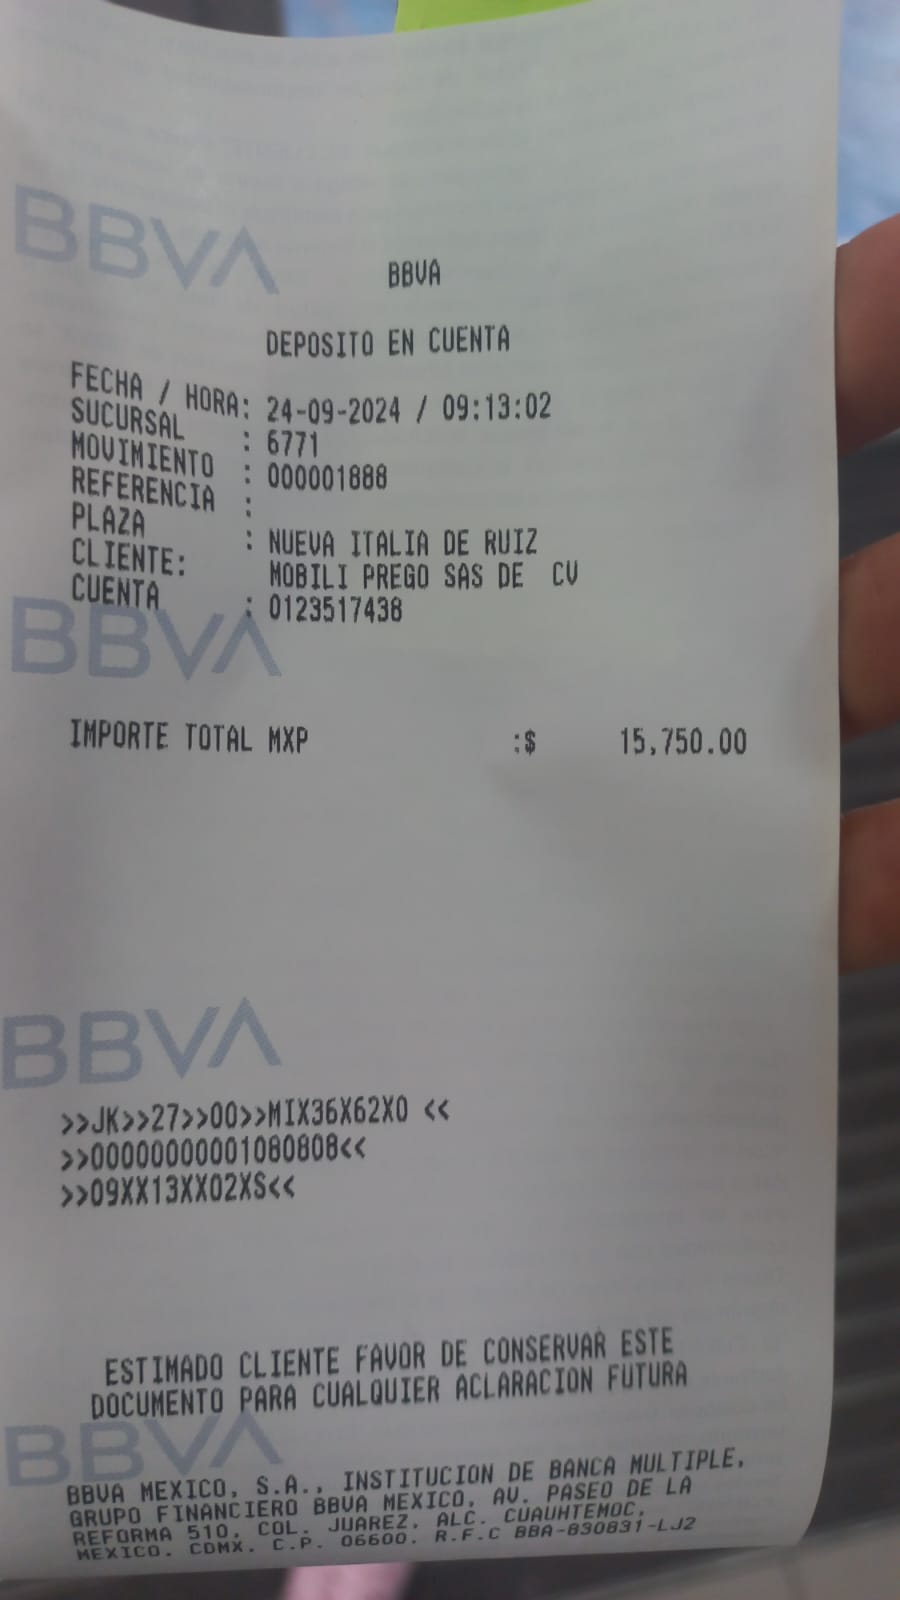 BBVA
BBVA
DEPOSITO EN CUENTA
FECHA / HORA: 24-09-2024 / 09:13:02
SUCURSAL : 6771
MOVIMIENTO : 000001888
REFERENCIA :
PLAZA : NUEVA ITALIA DE RUIZ
CLIENTE: MOBILI PREGO SAS DE CV
CUENTA : 0123517438
BBVA
IMPORTE TOTAL MXP :$ 15,750.00
BBVA
>>JK>>27>>00>>MIX36X62X0 <<
>>00000000001080808<<
>>09XX13XX02XS<<
ESTIMADO CLIENTE FAVOR DE CONSERVAR ESTE
DOCUMENTO PARA CUALQUIER ACLARACION FUTURA
BBVA
BBVA MEXICO, S.A., INSTITUCION DE BANCA MULTIPLE,
GRUPO FINANCIERO BBVA MEXICO, AV. PASEO DE LA
REFORMA 510, COL. JUAREZ, ALC. CUAUHTEMOC,
MEXICO. CDMX. C.P. 06600. R.F.C BBA-830831-LJ2